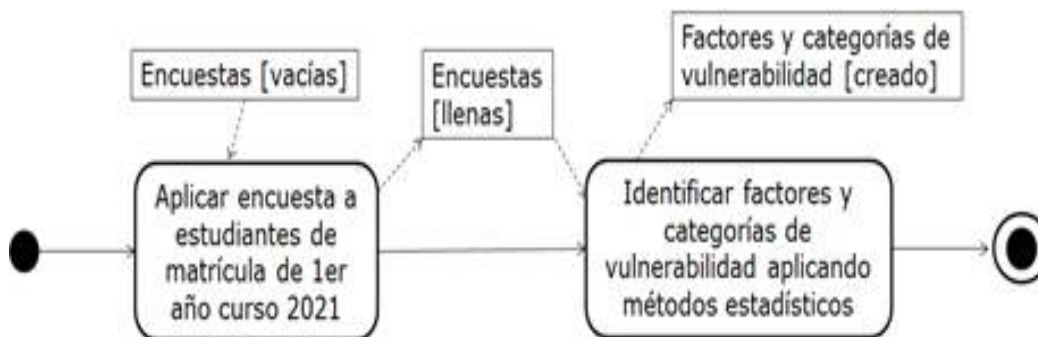 Encuestas [vacías]
Encuestas
[llenas]
Factores y categorías de
vulnerabilidad [creado]
Aplicar encuesta a
estudiantes de
matrícula de 1er
año curso 2021
Identificar factores y
categorías de
vulnerabilidad aplicando
métodos estadísticos